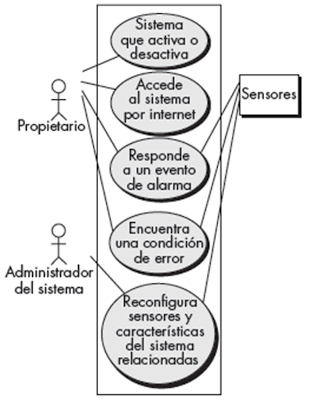 Sistema
que activa o
desactiva
Accede
al sistema
por internet
Sensores
Propietario
Responde
a un evento
de alarma
Encuentra
una condición
de error
Administrador
del sistema
Reconfigura
sensores y
características
del sistema
relacionadas